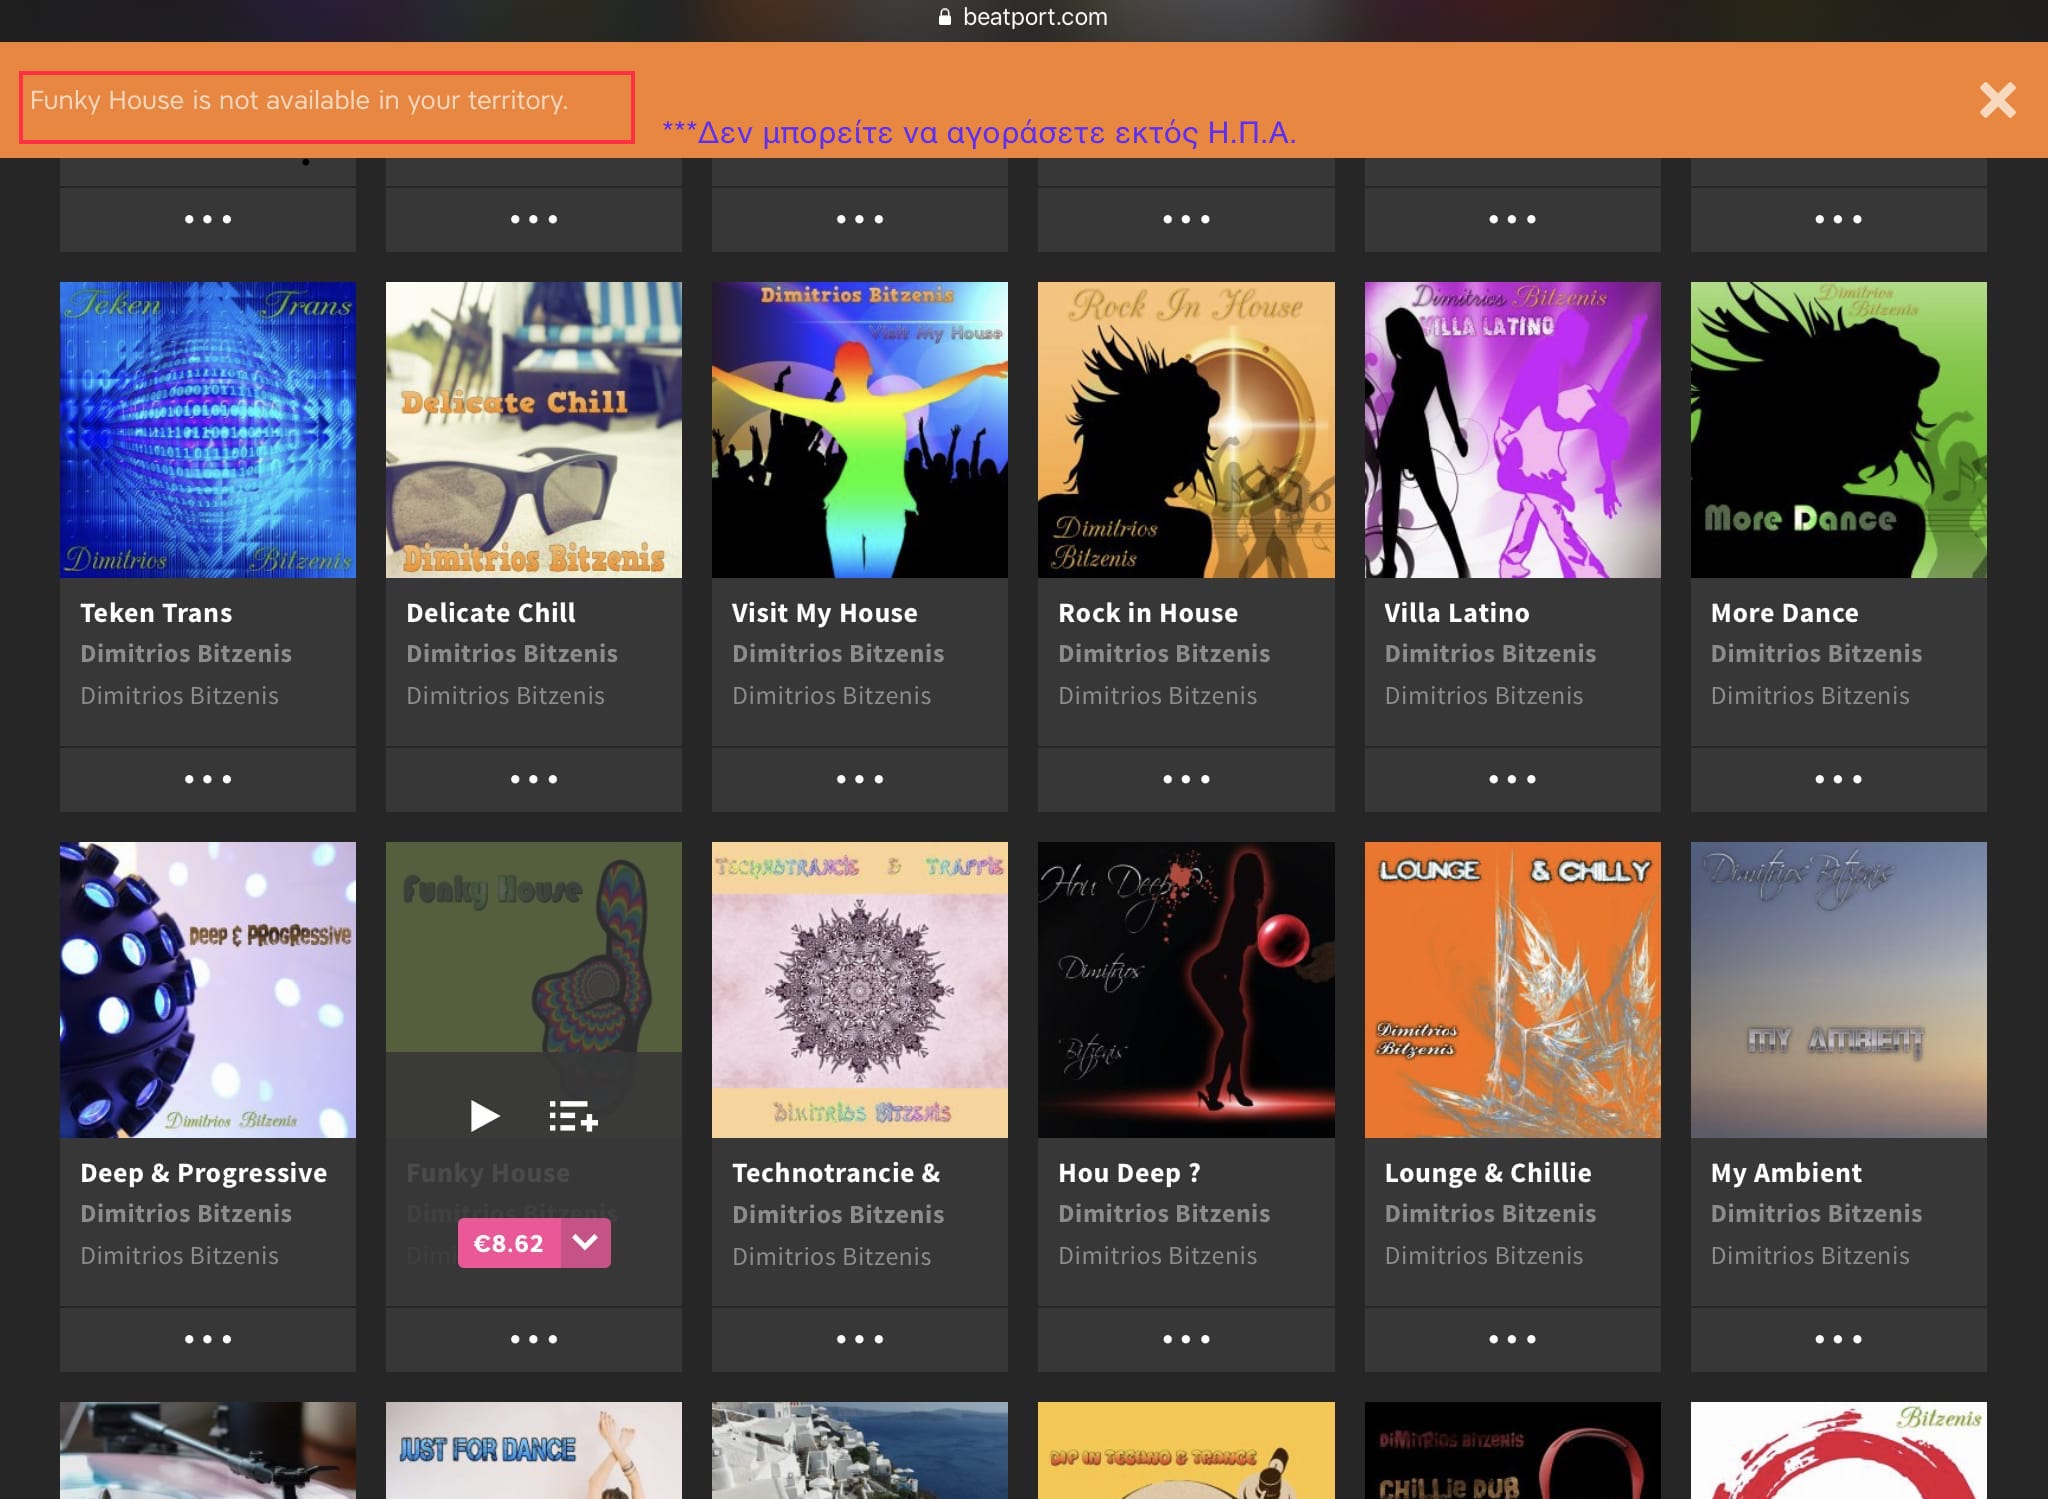 beatport.com
Funky House is not available in your territory.
***Δεν μπορείτε να αγοράσετε εκτός Η.Π.Α.
Teken Trans
Dimitrios Bitzenis
Delicate Chill
Dimitrios Bitzenis
Dimitrios Bitzenis
Visit My House
Rock In House
Dimitrios
Bitzenis
Dimitrios Bitzenis
VILLA LATINO
Dimitrios
Bitzenis
More Dance
Teken Trans
Dimitrios Bitzenis
Dimitrios Bitzenis
Delicate Chill
Dimitrios Bitzenis
Dimitrios Bitzenis
Visit My House
Dimitrios Bitzenis
Dimitrios Bitzenis
Rock in House
Dimitrios Bitzenis
Dimitrios Bitzenis
Villa Latino
Dimitrios Bitzenis
Dimitrios Bitzenis
More Dance
Dimitrios Bitzenis
Dimitrios Bitzenis
DEEP & PROGRESSIVE
Dimitrios Bitzenis
Funky House
TECHNOTRANCIE & TRAPPIE
DIMITRIOS BITZENIS
Hou Deep ?
Dimitrios
Bitzenis
LOUNGE & CHILLY
Dimitrios
Bitzenis
Dimitrios Bitzenis
MY AMBIENT
Deep & Progressive
Dimitrios Bitzenis
Dimitrios Bitzenis
Funky House
Dimitrios Bitzenis
Dimi
€8.62
Technotrancie &
Dimitrios Bitzenis
Dimitrios Bitzenis
Hou Deep ?
Dimitrios Bitzenis
Dimitrios Bitzenis
Lounge & Chillie
Dimitrios Bitzenis
Dimitrios Bitzenis
My Ambient
Dimitrios Bitzenis
Dimitrios Bitzenis
JUST FOR DANCE
DIP IN TECHNO & TRANCE
DIMITRIOS BITZENIS
CHILLIE DUB
Bitzenis